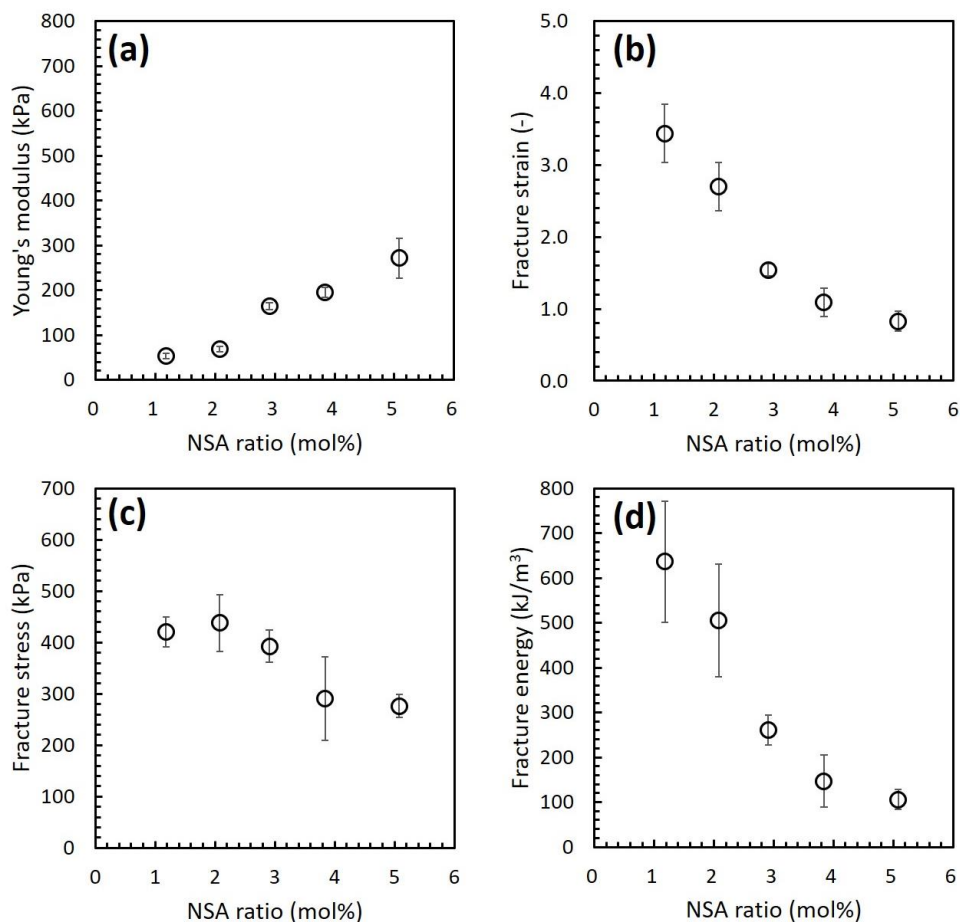 (a)
Young's modulus (kPa)
800
700
600
500
400
300
200
100
0
0 1 2 3 4 5 6
NSA ratio (mol%)
(b)
Fracture strain (-)
5.0
4.0
3.0
2.0
1.0
0.0
0 1 2 3 4 5 6
NSA ratio (mol%)
(c)
Fracture stress (kPa)
700
600
500
400
300
200
100
0
0 1 2 3 4 5 6
NSA ratio (mol%)
(d)
Fracture energy (kJ/m³)
800
700
600
500
400
300
200
100
0
0 1 2 3 4 5 6
NSA ratio (mol%)